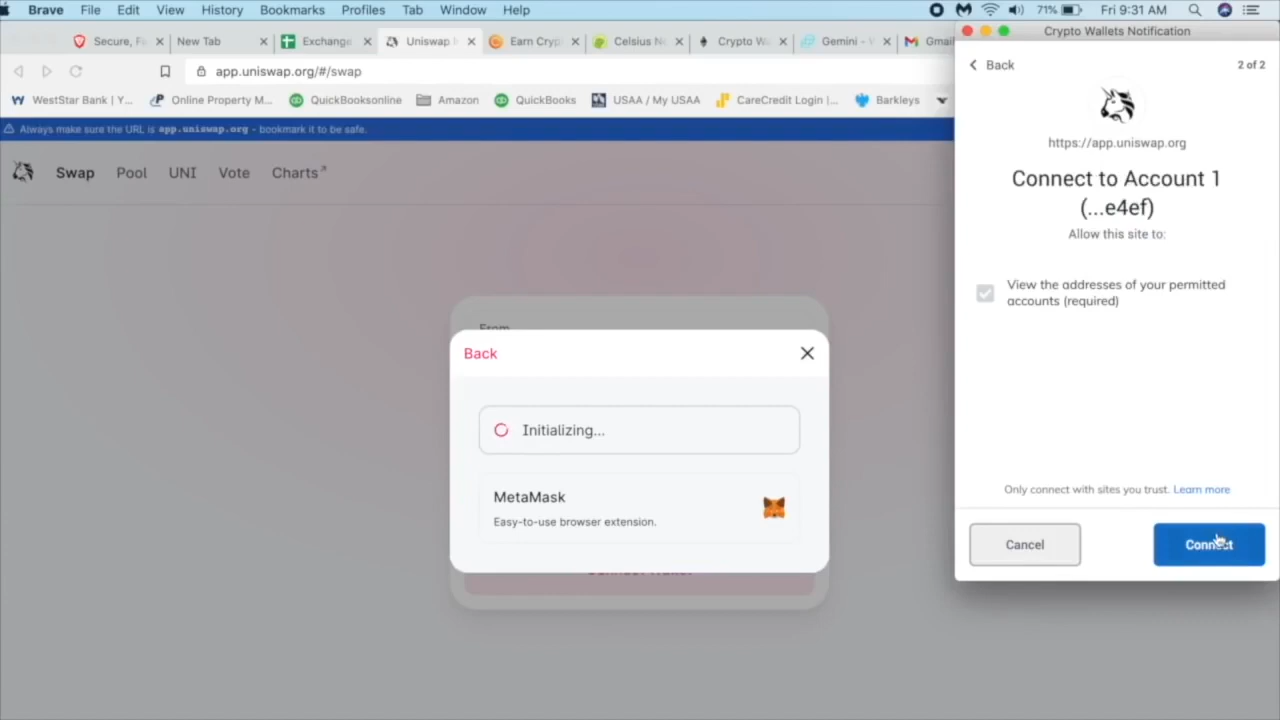 Brave File Edit View History Bookmarks Profiles Tab Window Help 71% Fri 9:31 AM
Secure, F New Tab Exchange Uniswap Earn Cryp Celsius N Crypto W Gemini - Gmail
app.uniswap.org/#/swap
WestStar Bank | Y... Online Property M... QuickBooksonline Amazon QuickBooks USAA / My USAA CareCredit Login |... Barkleys
Always make sure the URL is app.uniswap.org - bookmark it to be safe.
Swap Pool UNI Vote Charts↗
From
Back
Initializing...
MetaMask
Easy-to-use browser extension.
Crypto Wallets Notification
Back 2 of 2
https://app.uniswap.org
Connect to Account 1
(...e4ef)
Allow this site to:
View the addresses of your permitted
accounts (required)
Only connect with sites you trust. Learn more
Cancel Connect